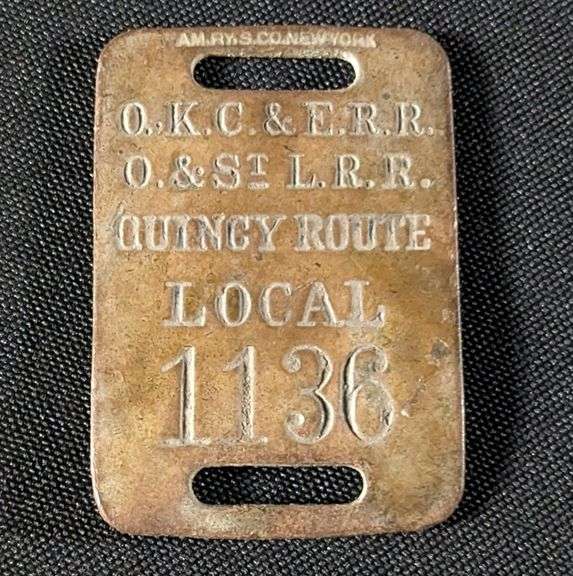 AM.RY.S.CO.NEW YORK
O., K. C. & E. R. R.
O. & ST L. R. R.
QUINCY ROUTE
LOCAL
1136